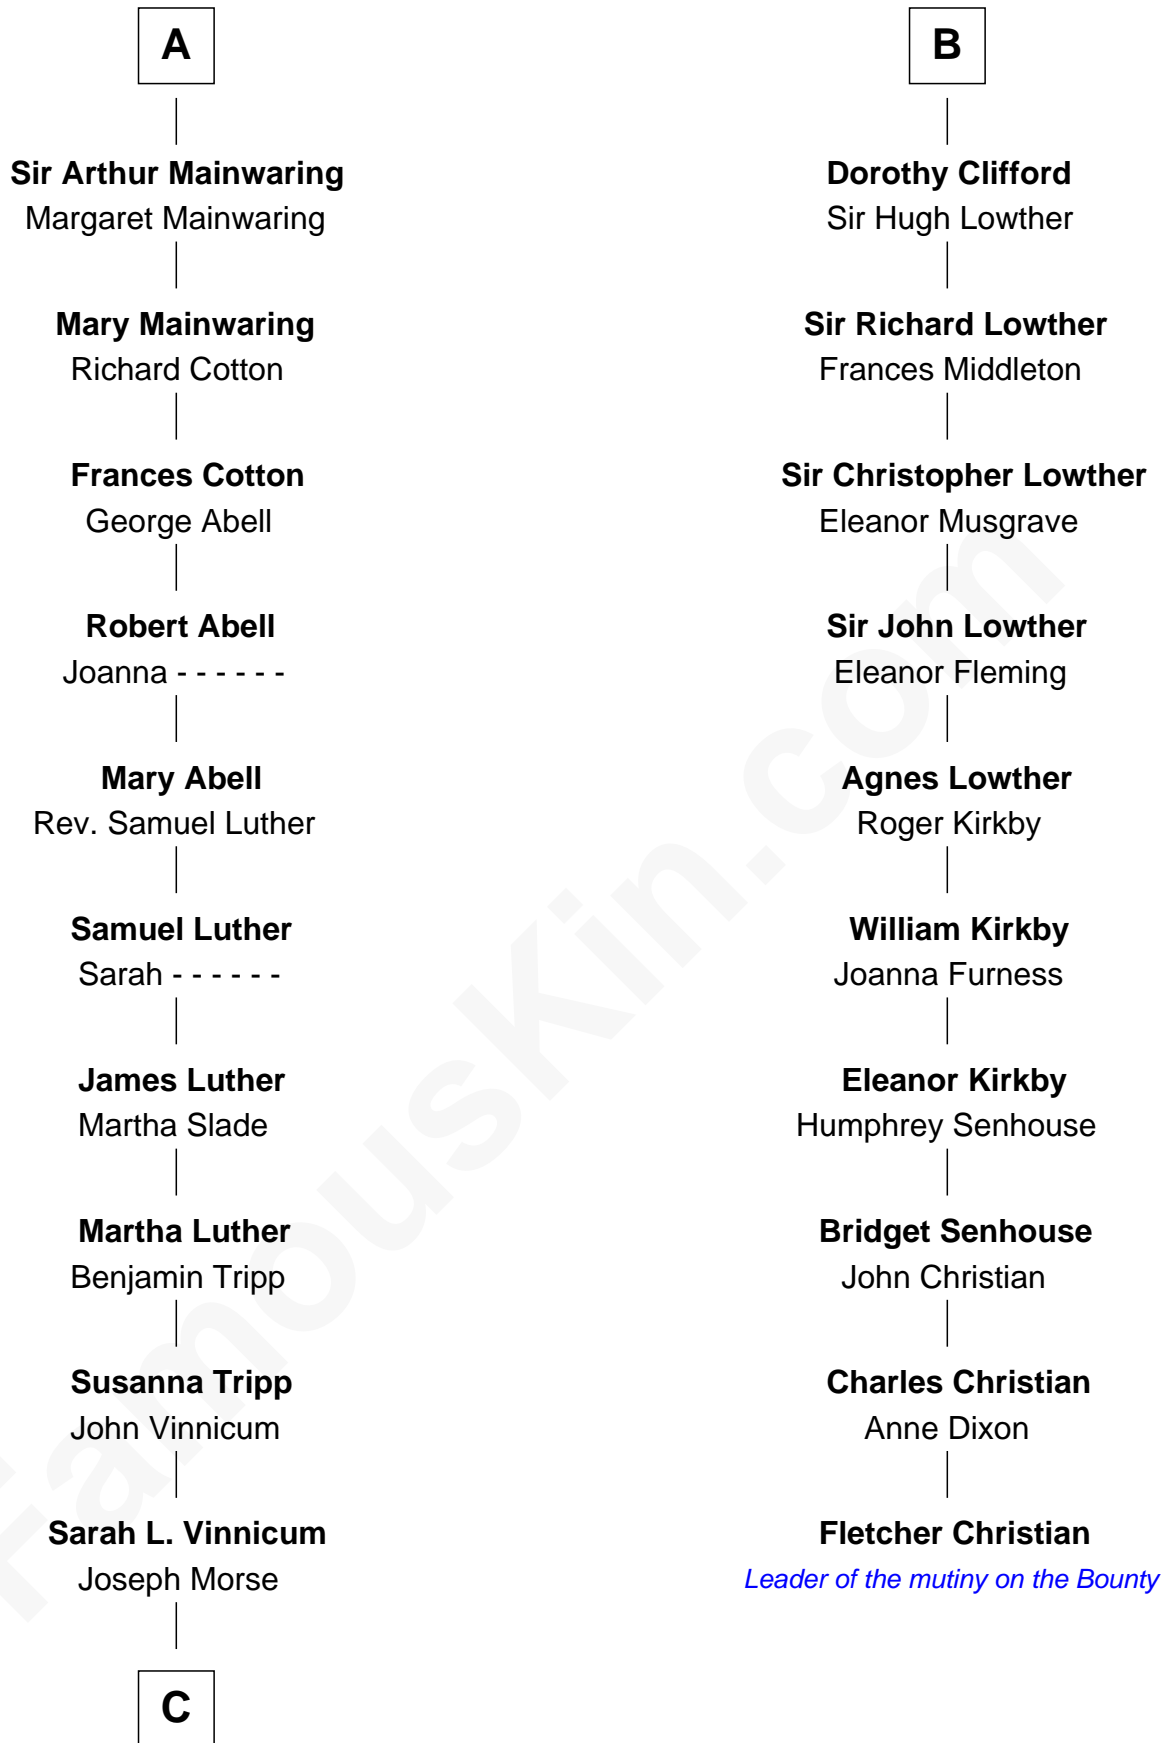 A
Sir Arthur Mainwaring
Margaret Mainwaring
Mary Mainwaring
Richard Cotton
Frances Cotton
George Abell
Robert Abell
Joanna - - - - - -
Mary Abell
Rev. Samuel Luther
Samuel Luther
Sarah - - - - - -
James Luther
Martha Slade
Martha Luther
Benjamin Tripp
Susanna Tripp
John Vinnicum
Sarah L. Vinnicum
Joseph Morse
C
B
Dorothy Clifford
Sir Hugh Lowther
Sir Richard Lowther
Frances Middleton
Sir Christopher Lowther
Eleanor Musgrave
Sir John Lowther
Eleanor Fleming
Agnes Lowther
Roger Kirkby
William Kirkby
Joanna Furness
Eleanor Kirkby
Humphrey Senhouse
Bridget Senhouse
John Christian
Charles Christian
Anne Dixon
Fletcher Christian
Leader of the mutiny on the Bounty
FamousKin.com